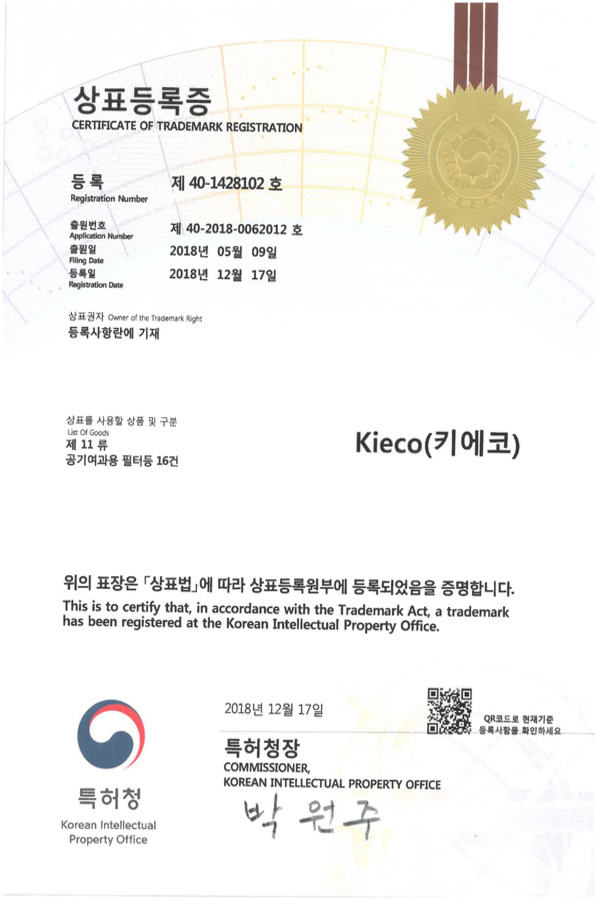 상표등록증
CERTIFICATE OF TRADEMARK REGISTRATION
등록 제 40-1428102 호
Registration Number
출원번호 제 40-2018-0062012 호
Application Number
출원일 2018년 05월 09일
Filing Date
등록일 2018년 12월 17일
Registration Date
상표권자 Owner of the Trademark Right
등록사항란에 기재
상표를 사용할 상품 및 구분
List Of Goods
제 11 류
공기여과용 필터등 16건
Kieco(키에코)
위의 표장은 「상표법」에 따라 상표등록원부에 등록되었음을 증명합니다.
This is to certify that, in accordance with the Trademark Act, a trademark
has been registered at the Korean Intellectual Property Office.
2018년 12월 17일
QR코드로 현재기준
등록사항을 확인하세요
특허청장
COMMISSIONER,
KOREAN INTELLECTUAL PROPERTY OFFICE
박원주
특허청
Korean Intellectual
Property Office